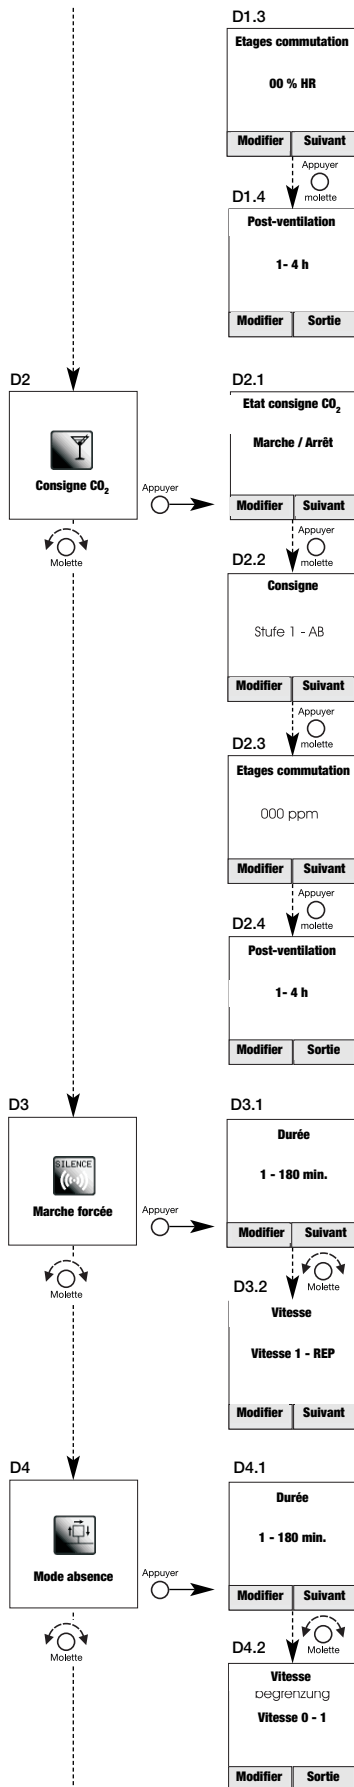 D1.3
Etages commutation
00 % HR
Modifier Suivant
Appuyer
molette
D1.4
Post-ventilation
1- 4 h
Modifier Sortie
D2
Consigne CO2
Appuyer
Molette
D2.1
Etat consigne CO2
Marche / Arrêt
Modifier Suivant
Appuyer
molette
D2.2
Consigne
Stufe 1 - AB
Modifier Suivant
Appuyer
molette
D2.3
Etages commutation
000 ppm
Modifier Suivant
Appuyer
molette
D2.4
Post-ventilation
1- 4 h
Modifier Sortie
D3
SILENCE
Marche forcée
Appuyer
Molette
D3.1
Durée
1 - 180 min.
Modifier Suivant
Molette
D3.2
Vitesse
Vitesse 1 - REP
Modifier Suivant
D4
Mode absence
Appuyer
Molette
D4.1
Durée
1 - 180 min.
Modifier Suivant
Molette
D4.2
Vitesse
begrenzung
Vitesse 0 - 1
Modifier Sortie